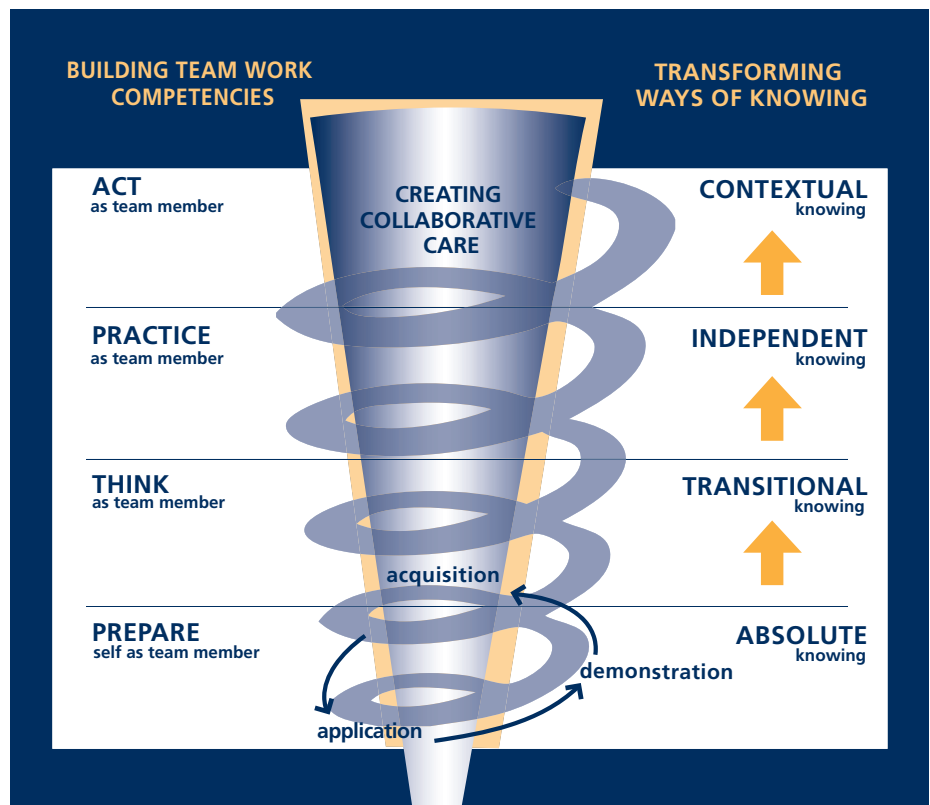 BUILDING TEAM WORK
COMPETENCIES
TRANSFORMING
WAYS OF KNOWING
CREATING
COLLABORATIVE
CARE
ACT
as team member
CONTEXTUAL
knowing
PRACTICE
as team member
INDEPENDENT
knowing
THINK
as team member
TRANSITIONAL
knowing
acquisition
PREPARE
self as team member
ABSOLUTE
knowing
demonstration
application